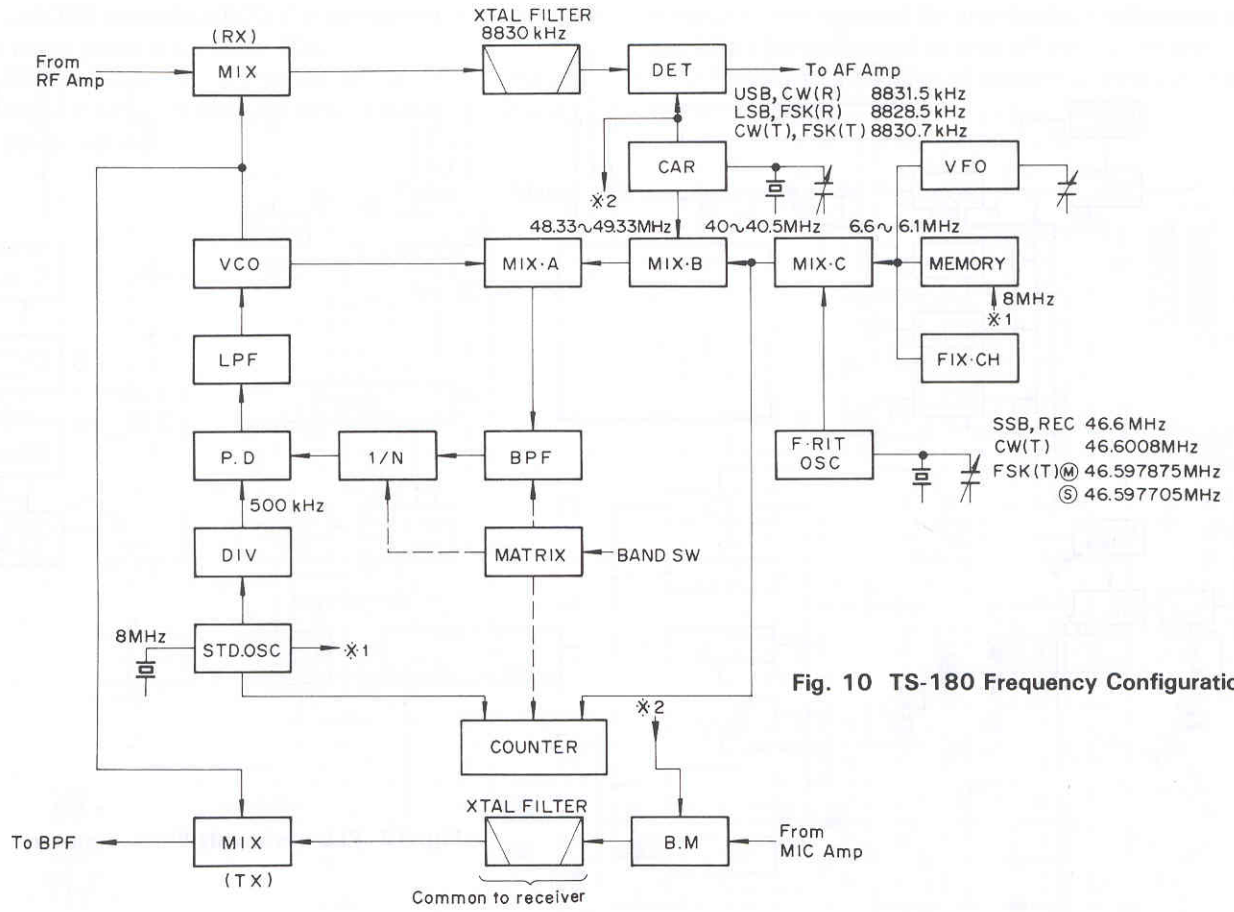 XTAL FILTER
8830 kHz
(RX)
From
RF Amp
MIX
DET
To AF Amp
USB, CW(R) 8831.5 kHz
LSB, FSK(R) 8828.5 kHz
CW(T), FSK(T) 8830.7 kHz
CAR
VFO
※2
48.33~49.33MHz
40~40.5MHz
6.6~6.1MHz
VCO
MIX·A
MIX·B
MIX·C
MEMORY
8MHz
※1
LPF
FIX·CH
SSB, REC 46.6 MHz
CW(T) 46.6008MHz
FSK(T) Ⓜ 46.597875MHz
Ⓢ 46.597705MHz
P.D
1/N
BPF
F·RIT
OSC
500 kHz
DIV
MATRIX
BAND SW
8MHz
STD.OSC
※1
Fig. 10 TS-180 Frequency Configuratio
※2
COUNTER
XTAL FILTER
To BPF
MIX
B.M
From
MIC Amp
(TX)
Common to receiver